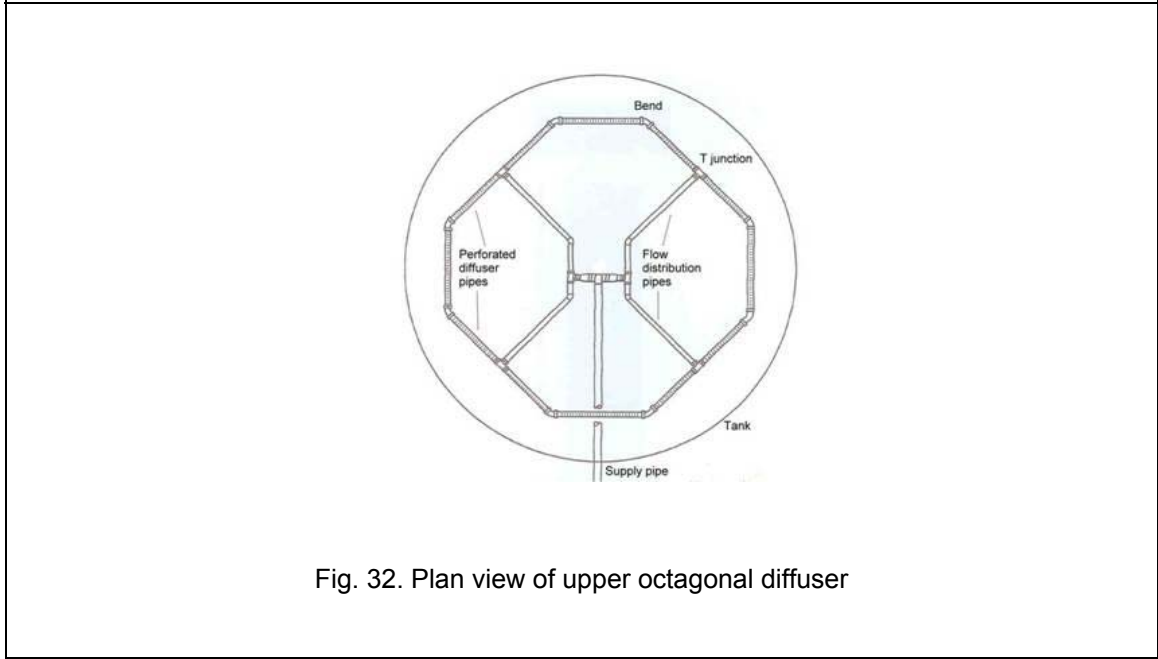 Bend
T junction
Perforated
diffuser
pipes
Flow
distribution
pipes
Tank
Supply pipe
Fig. 32. Plan view of upper octagonal diffuser